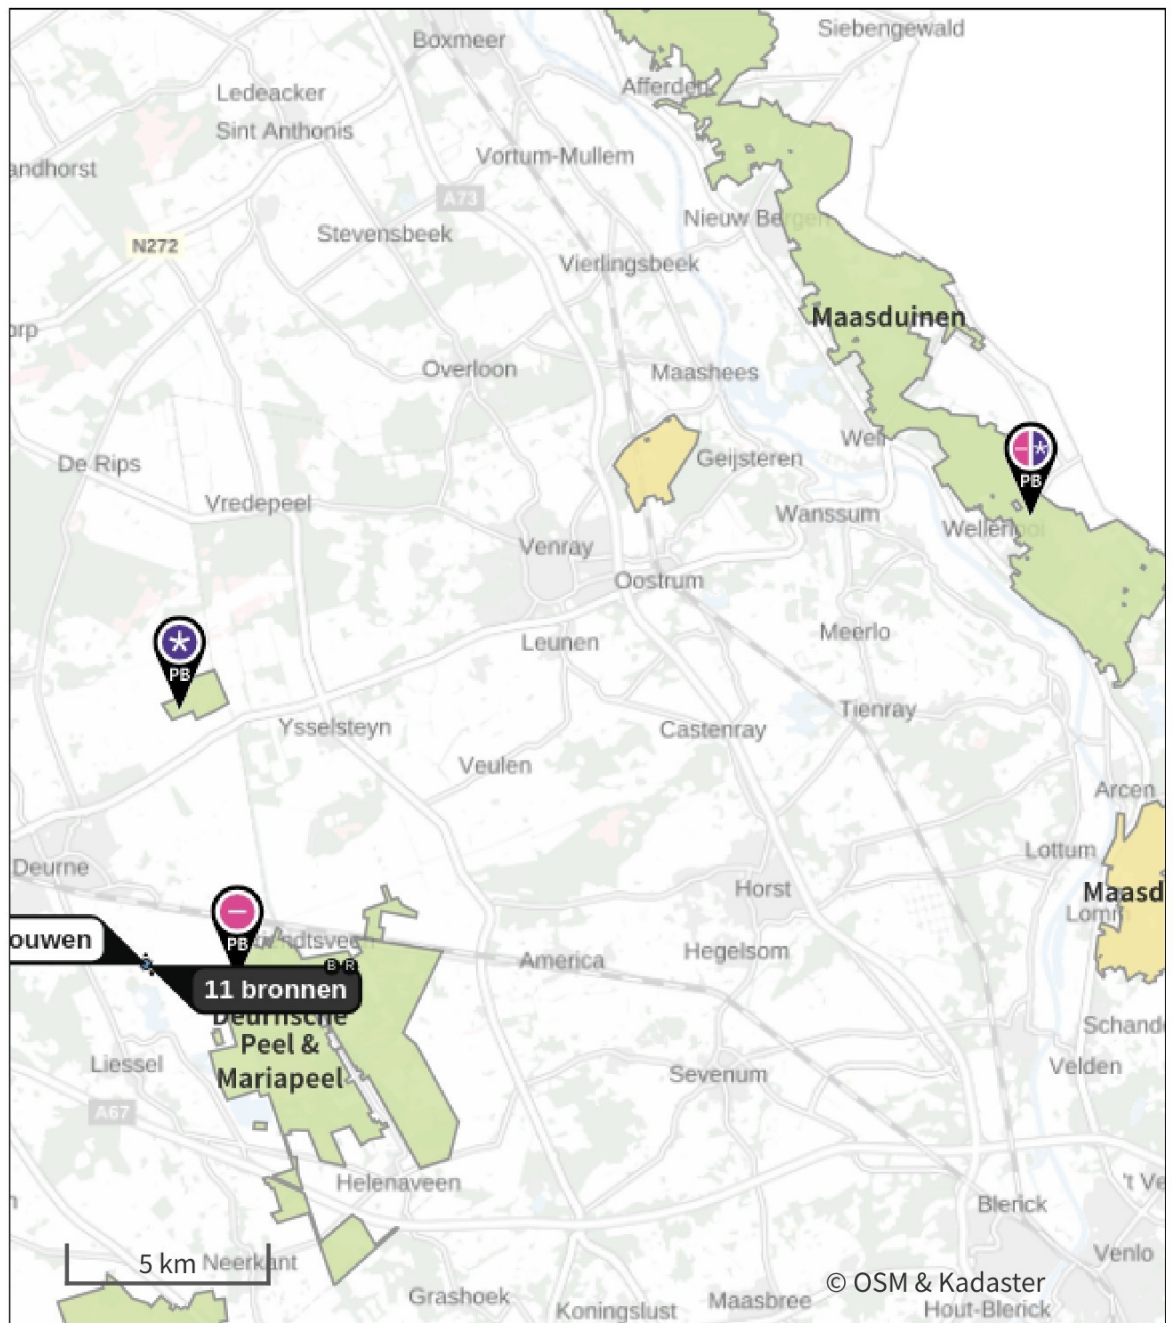 Siebengewald
Boxmeer
Afferden
Ledeacker
Sint Anthonis
Vortum-Mullem
andhorst
A73
Nieuw Bergen
Stevensbeek
N272
Vierlingsbeek
Maasduinen
orp
Overloon
Maashees
Well
PB
De Rips
Geijsteren
Vredepeel
Wanssum
Wellerlooi
Venray
Oostrum
Leunen
Meerlo
PB
Tienray
Ysselsteyn
Castenray
Veulen
Arcen
Lottum
Deurne
Horst
Maasd
Lomm
PB
ouwen
Hegelsom
America
B R
11 bronnen
Deurnsche
Peel &
Mariapeel
Schand
Liessel
Velden
Sevenum
A67
Helenaveen
't Ve
Blerick
5 km
Neerkant
Venlo
© OSM & Kadaster
Grashoek
Koningslust
Maasbree
Hout-Blerick